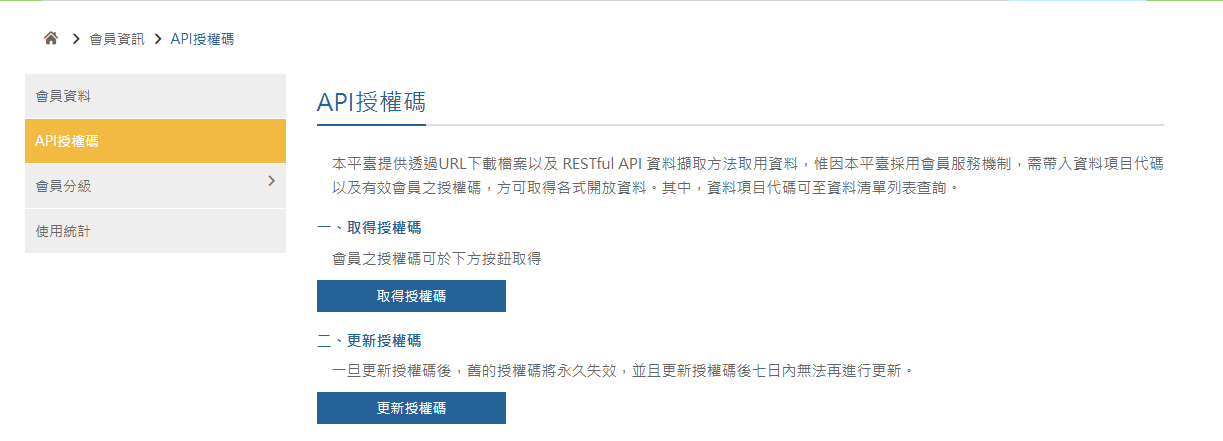 會員資訊 API授權碼
會員資料
API授權碼
會員分級
使用統計
API授權碼
本平臺提供透過URL下載檔案以及 RESTful API 資料擷取方法取用資料，惟因本平臺採用會員服務機制，需帶入資料項目代碼
以及有效會員之授權碼，方可取得各式開放資料。其中，資料項目代碼可至資料清單列表查詢。
一、取得授權碼
會員之授權碼可於下方按鈕取得
取得授權碼
二、更新授權碼
一旦更新授權碼後，舊的授權碼將永久失效，並且更新授權碼後七日內無法再進行更新。
更新授權碼